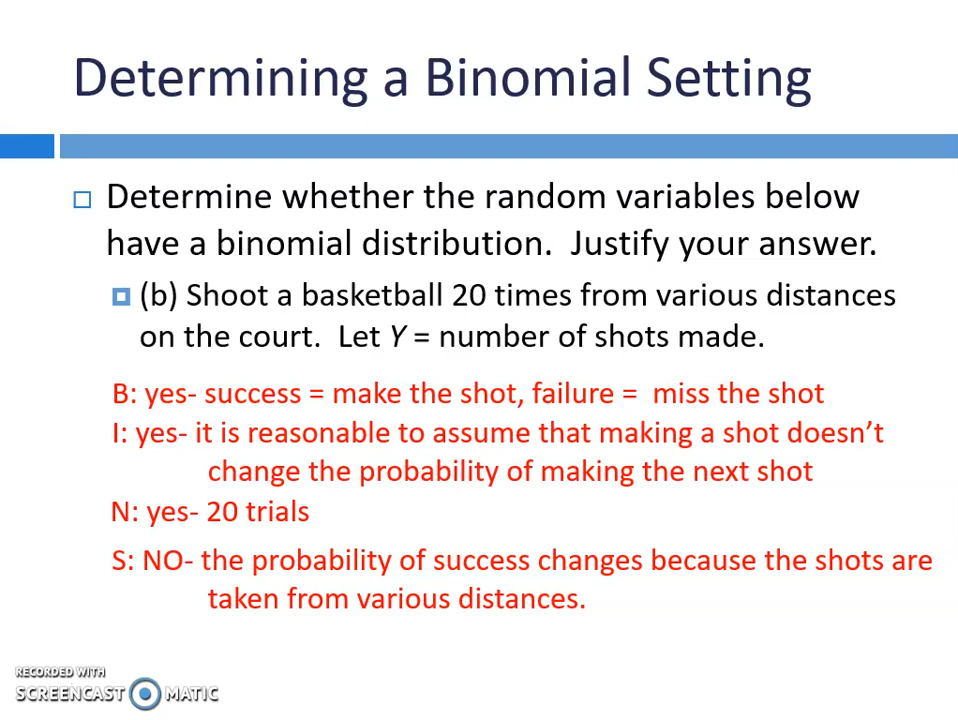 Determining a Binomial Setting
Determine whether the random variables below
have a binomial distribution.  Justify your answer.
(b) Shoot a basketball 20 times from various distances
on the court.  Let Y = number of shots made.
B: yes- success = make the shot, failure =  miss the shot
I: yes- it is reasonable to assume that making a shot doesn’t
change the probability of making the next shot
N: yes- 20 trials
S: NO- the probability of success changes because the shots are
taken from various distances.
RECORDED WITH
SCREENCAST MATIC